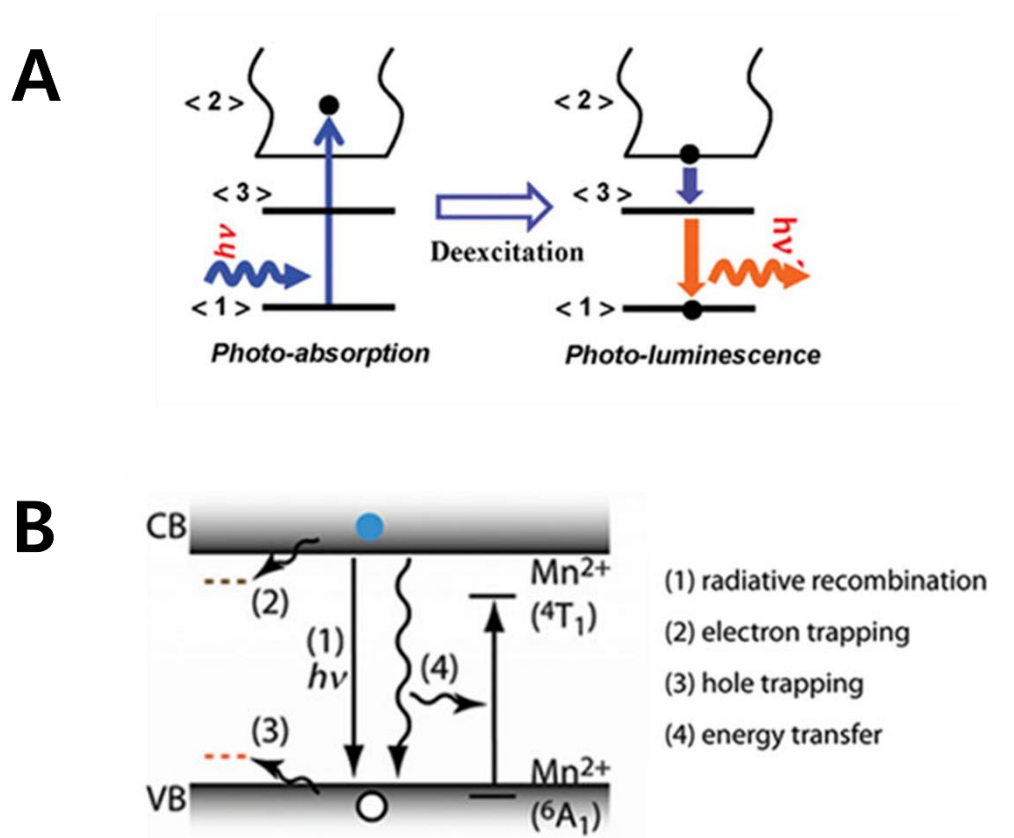 A
< 2 >
< 3 >
hν
< 1 >
Photo-absorption
Deexcitation
< 2 >
< 3 >
hν´
< 1 >
Photo-luminescence
B
CB
(2)
(1)
hν
(4)
(3)
VB
Mn2+
(4T1)
Mn2+
(6A1)
(1) radiative recombination
(2) electron trapping
(3) hole trapping
(4) energy transfer